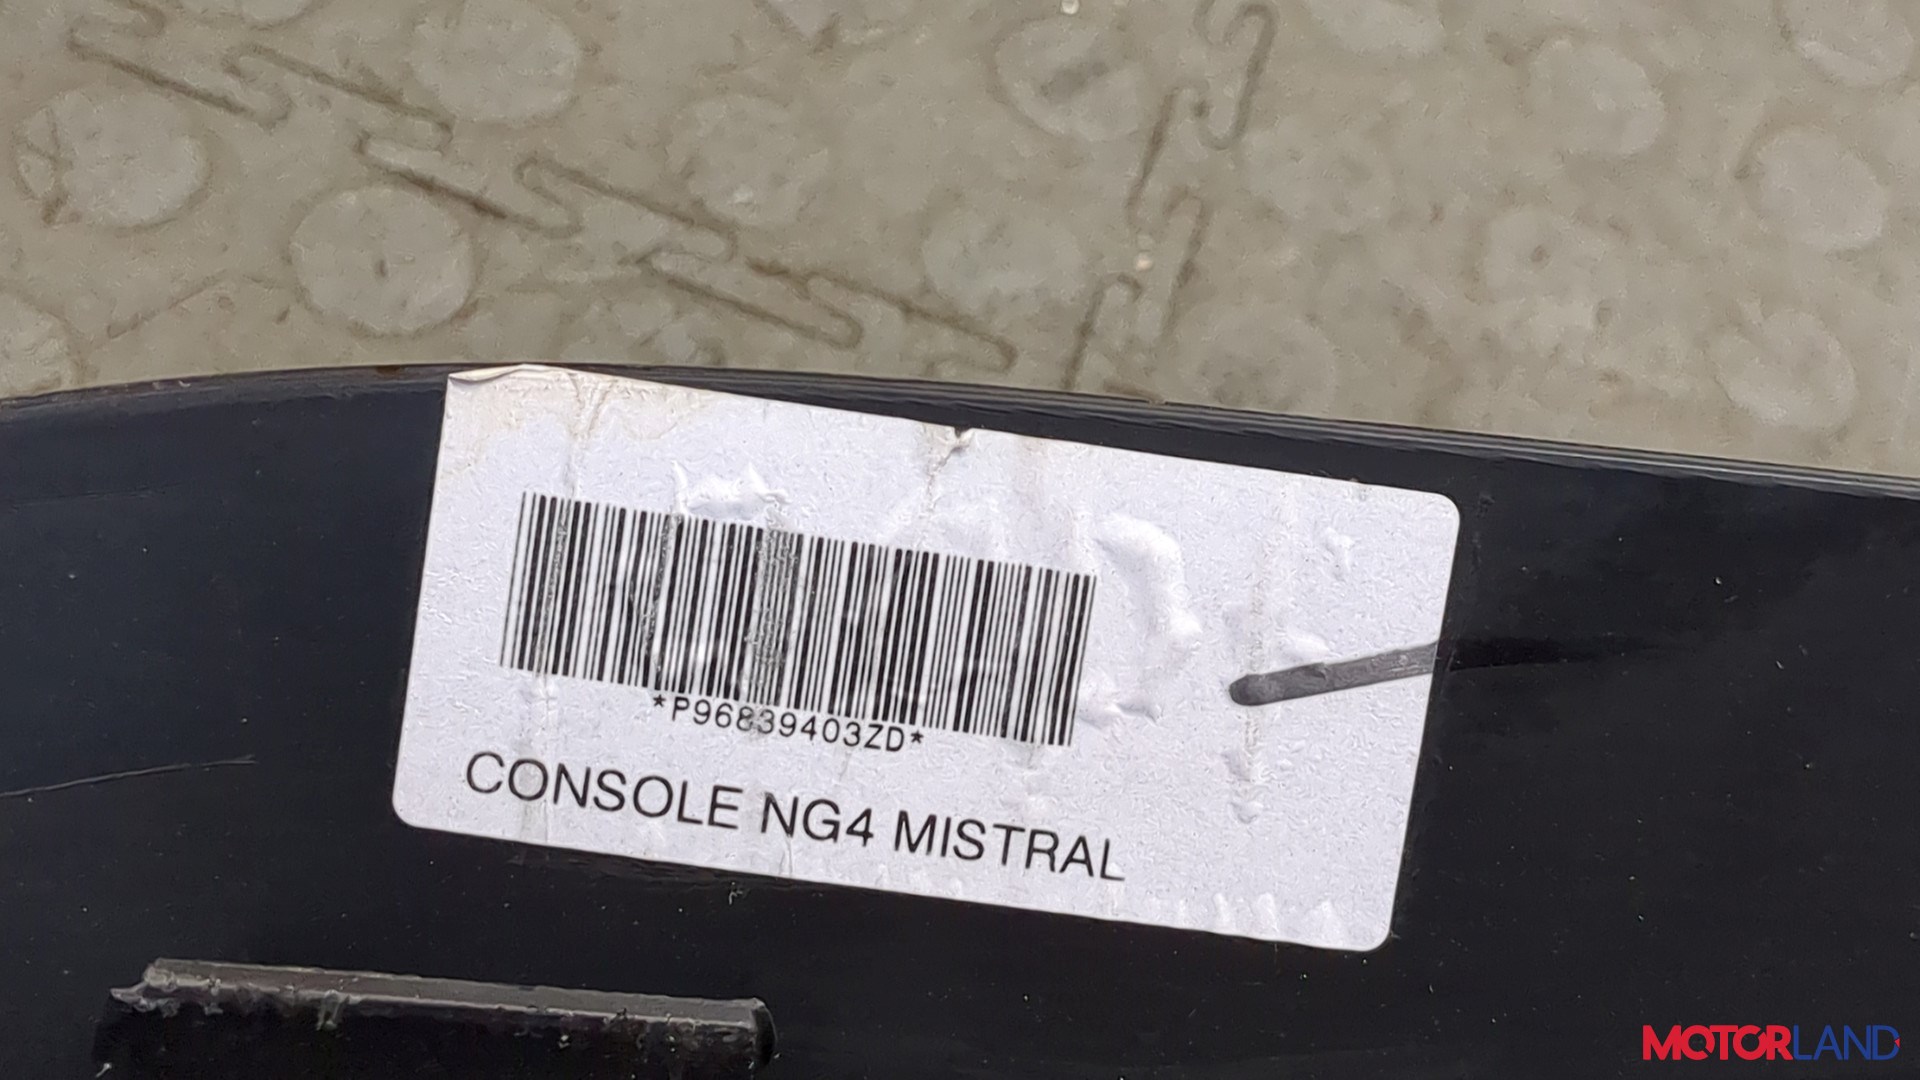 *P96839403ZD*
CONSOLE NG4 MISTRAL
MOTORLAND